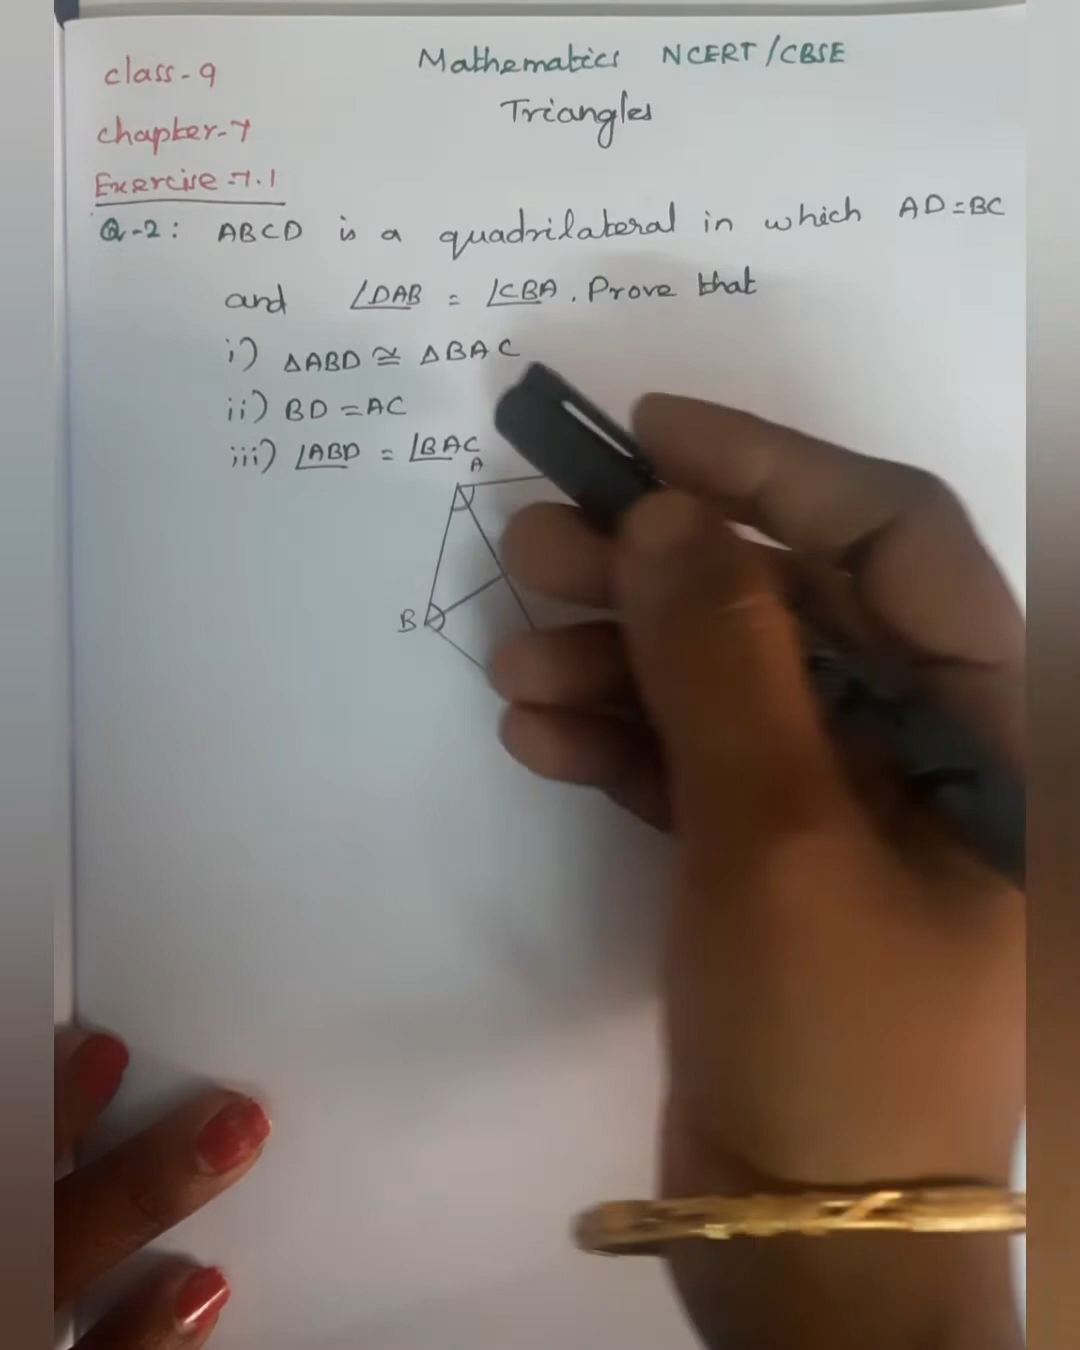 Mathematics NCERT/CBSE
class-9
Triangles
chapter-7
Exercise-7.1
Q-2: ABCD is a quadrilateral in which AD=BC
and ∠DAB = ∠CBA. Prove that
i) ΔABD ≅ ΔBAC
ii) BD=AC
iii) ∠ABD = ∠BAC
A
B